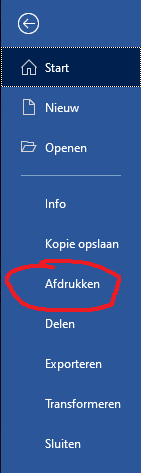 Start
Nieuw
Openen
Info
Kopie opslaan
Afdrukken
Delen
Exporteren
Transformeren
Sluiten